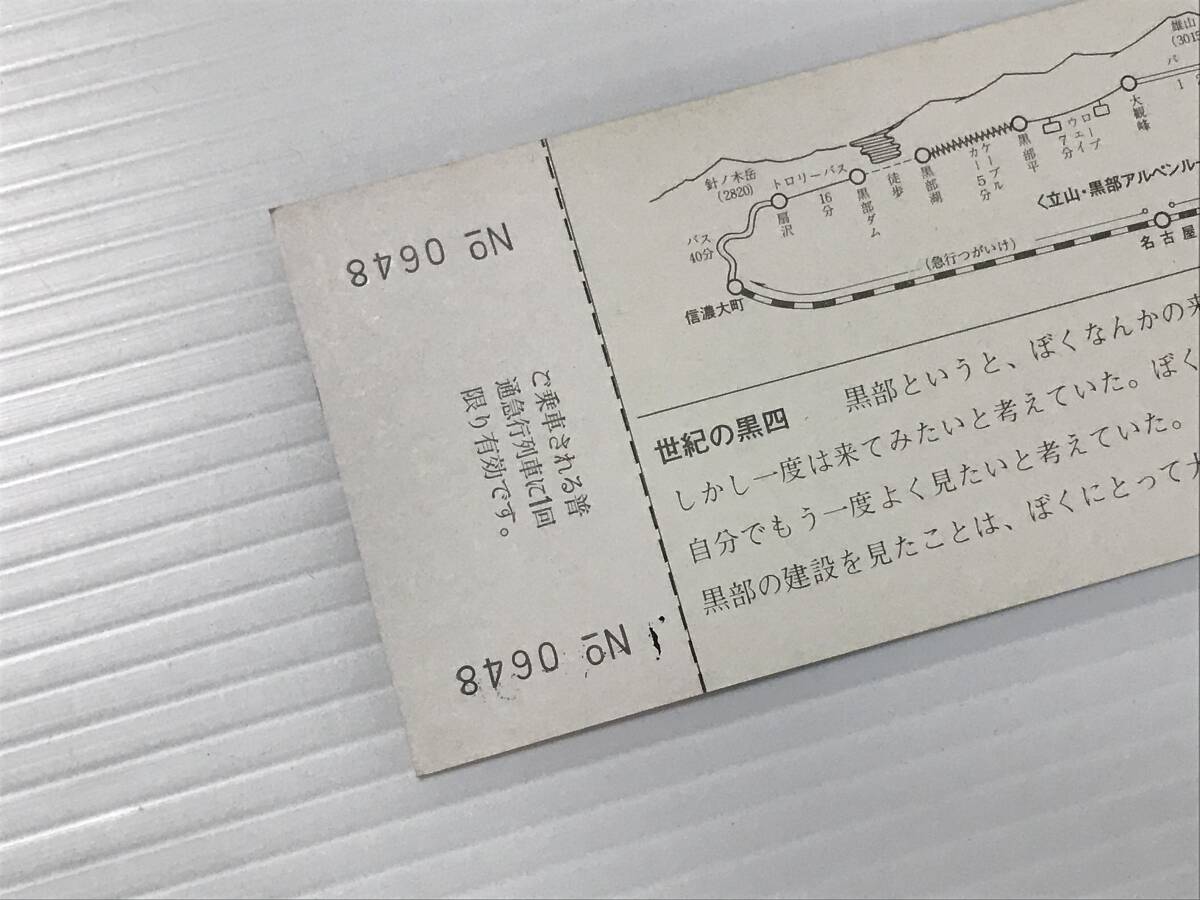 № 0648
ご乗車される普
通急行列車に1回
限り有効です。
№ 0648
雄山
(3015
針ノ木岳
(2820)
トロリーバス
16分
扇沢
バス
40分
信濃大町
黒部ダム
徒歩
黒部湖
ケーブル
カー5分
黒部平
ロープ
ウェイ
7分
大観峰
バ
1
〈立山・黒部アルペンルー
(急行つがいけ)
名古屋
世紀の黒四
黒部というと、ぼくなんかの来
しかし一度は来てみたいと考えていた。ぼく
自分でもう一度よく見たいと考えていた。
黒部の建設を見たことは、ぼくにとって大